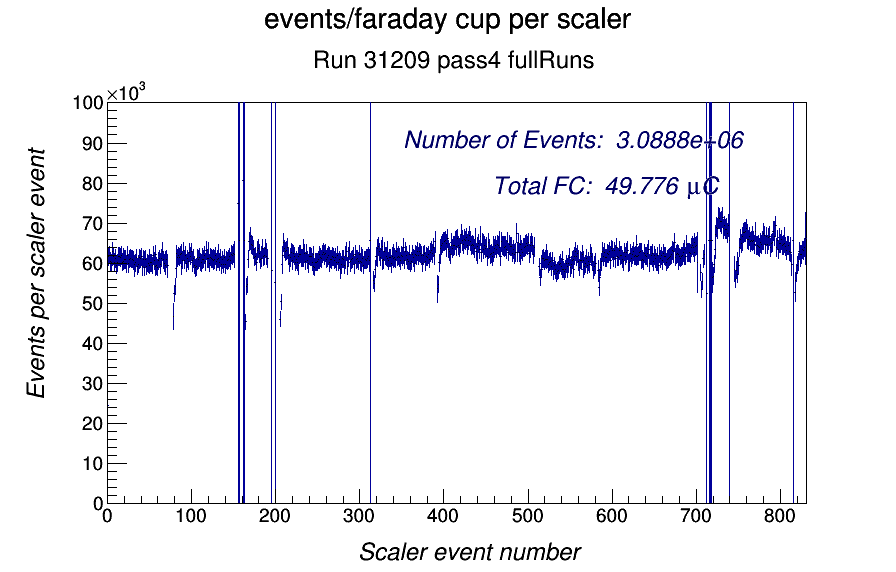 events/faraday cup per scaler
Run 31209 pass4 fullRuns
×10³
Number of Events: 3.0888e+06
Total FC: 49.776 μC
Events per scaler event
100
90
80
70
60
50
40
30
20
10
0
0 100 200 300 400 500 600 700 800
Scaler event number